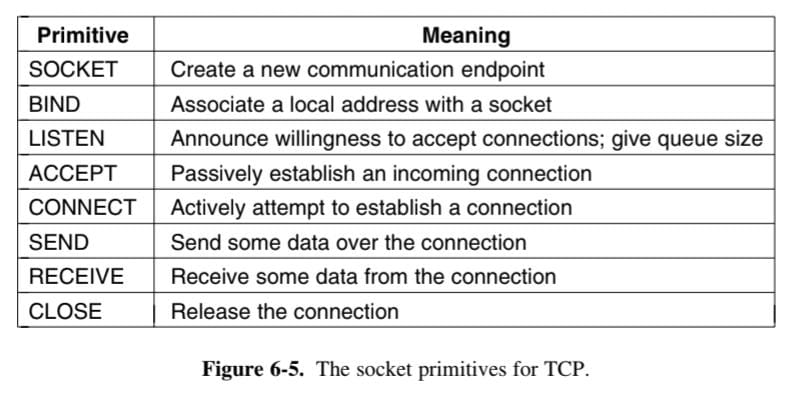 Primitive Meaning
SOCKET Create a new communication endpoint
BIND Associate a local address with a socket
LISTEN Announce willingness to accept connections; give queue size
ACCEPT Passively establish an incoming connection
CONNECT Actively attempt to establish a connection
SEND Send some data over the connection
RECEIVE Receive some data from the connection
CLOSE Release the connection
Figure 6-5. The socket primitives for TCP.